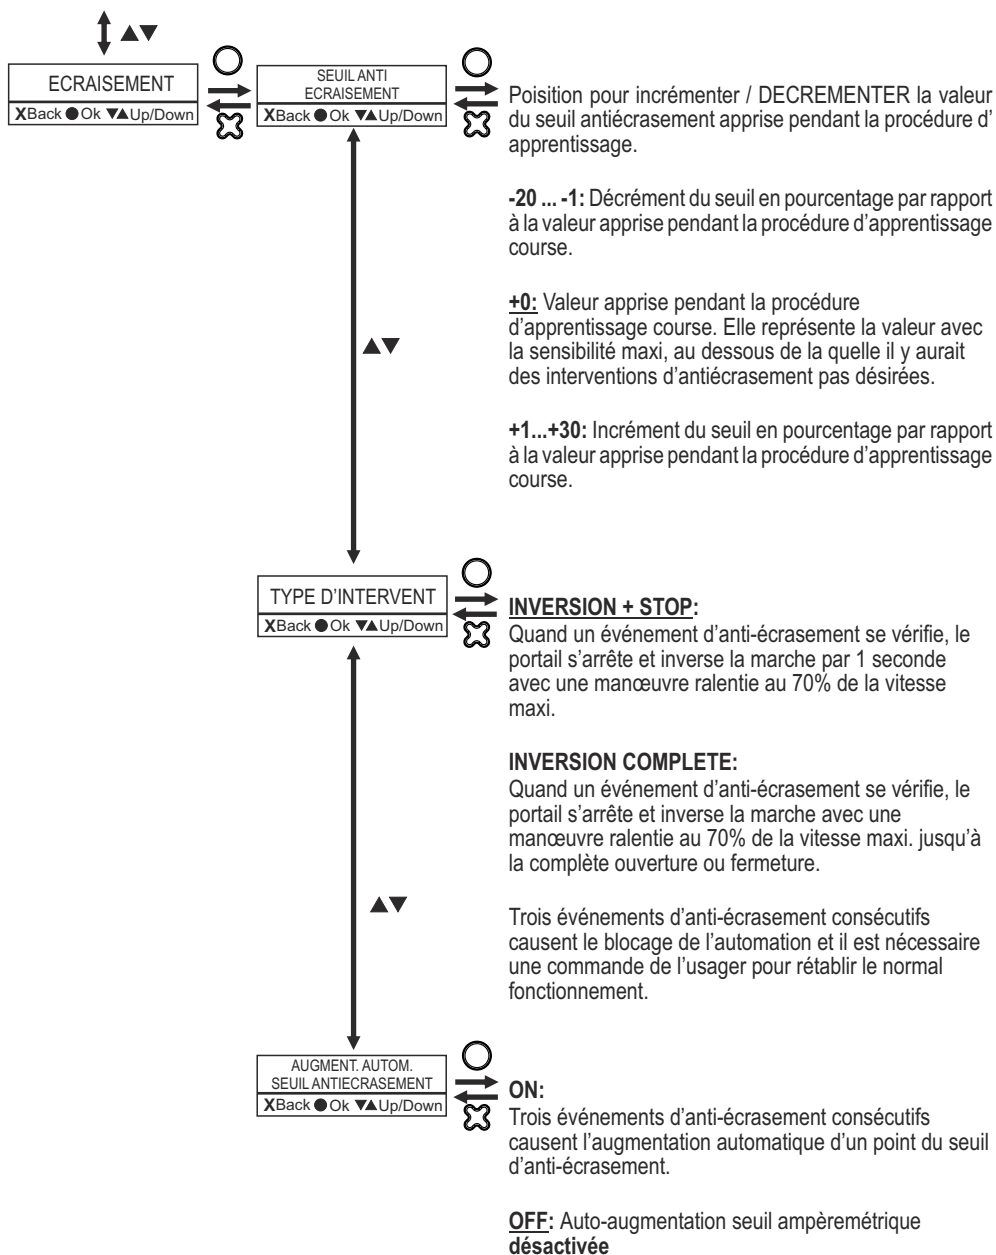 ▲▼
ECRAISEMENT
XBack ●Ok ▼▲Up/Down
SEUIL ANTI
ECRAISEMENT
XBack ●Ok ▼▲Up/Down
Poisition pour incrémenter / DECREMENTER la valeur
du seuil antiécrasement apprise pendant la procédure d’
apprentissage.
-20 ... -1: Décrément du seuil en pourcentage par rapport
à la valeur apprise pendant la procédure d’apprentissage
course.
+0: Valeur apprise pendant la procédure
d’apprentissage course. Elle représente la valeur avec
la sensibilité maxi, au dessous de la quelle il y aurait
des interventions d’antiécrasement pas désirées.
+1...+30: Incrément du seuil en pourcentage par rapport
à la valeur apprise pendant la procédure d’apprentissage
course.
▲▼
TYPE D’INTERVENT
XBack ●Ok ▼▲Up/Down
INVERSION + STOP:
Quand un événement d’anti-écrasement se vérifie, le
portail s’arrête et inverse la marche par 1 seconde
avec une manœuvre ralentie au 70% de la vitesse
maxi.
INVERSION COMPLETE:
Quand un événement d’anti-écrasement se vérifie, le
portail s’arrête et inverse la marche avec une
manœuvre ralentie au 70% de la vitesse maxi. jusqu’à
la complète ouverture ou fermeture.
Trois événements d’anti-écrasement consécutifs
causent le blocage de l’automation et il est nécessaire
une commande de l’usager pour rétablir le normal
fonctionnement.
▲▼
AUGMENT. AUTOM.
SEUIL ANTIECRASEMENT
XBack ●Ok ▼▲Up/Down
ON:
Trois événements d’anti-écrasement consécutifs
causent l’augmentation automatique d’un point du seuil
d’anti-écrasement.
OFF: Auto-augmentation seuil ampèremétrique
désactivée